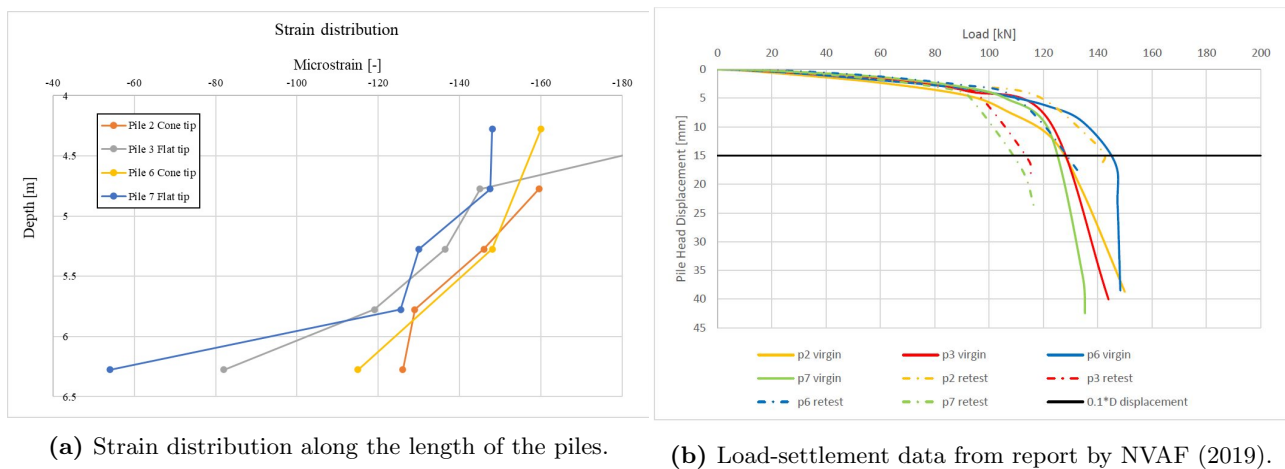 Strain distribution
Microstrain [-]
-40 -60 -80 -100 -120 -140 -160 -180
4
4.5
5
5.5
6
6.5
Depth [m]
Pile 2 Cone tip
Pile 3 Flat tip
Pile 6 Cone tip
Pile 7 Flat tip
(a) Strain distribution along the length of the piles.
Load [kN]
0 20 40 60 80 100 120 140 160 180 200
0
5
10
15
20
25
30
35
40
45
Pile Head Displacement [mm]
p2 virgin p3 virgin p6 virgin
p7 virgin p2 retest p3 retest
p6 retest p7 retest 0.1*D displacement
(b) Load-settlement data from report by NVAF (2019).